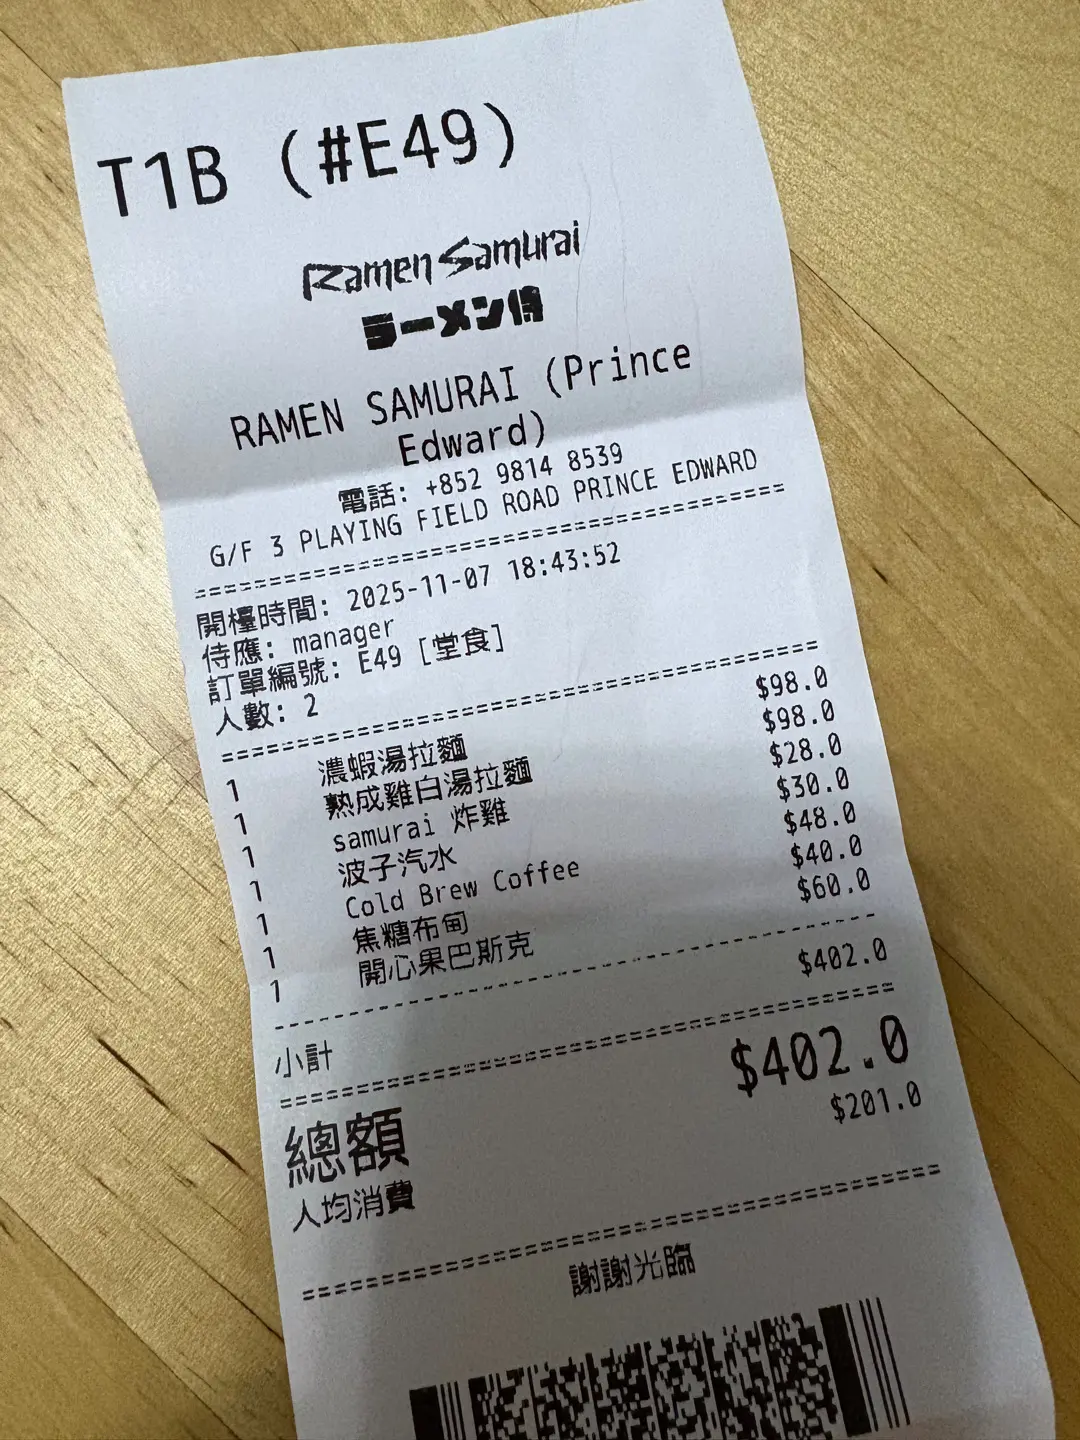 T1B (#E49)
Ramen Samurai
ラーメン侍
RAMEN SAMURAI (Prince
Edward)
電話: +852 9814 8539
G/F 3 PLAYING FIELD ROAD PRINCE EDWARD
========================================
開檯時間: 2025-11-07 18:43:52
侍應: manager
訂單編號: E49 [堂食]
人數: 2
========================================
1 濃蝦湯拉麵 $98.0
1 熟成雞白湯拉麵 $98.0
1 samurai 炸雞 $28.0
1 波子汽水 $30.0
1 Cold Brew Coffee $48.0
1 焦糖布甸 $40.0
1 開心果巴斯克 $60.0
----------------------------------------
小計 $402.0
========================================
總額 $402.0
人均消費 $201.0
========================================
謝謝光臨